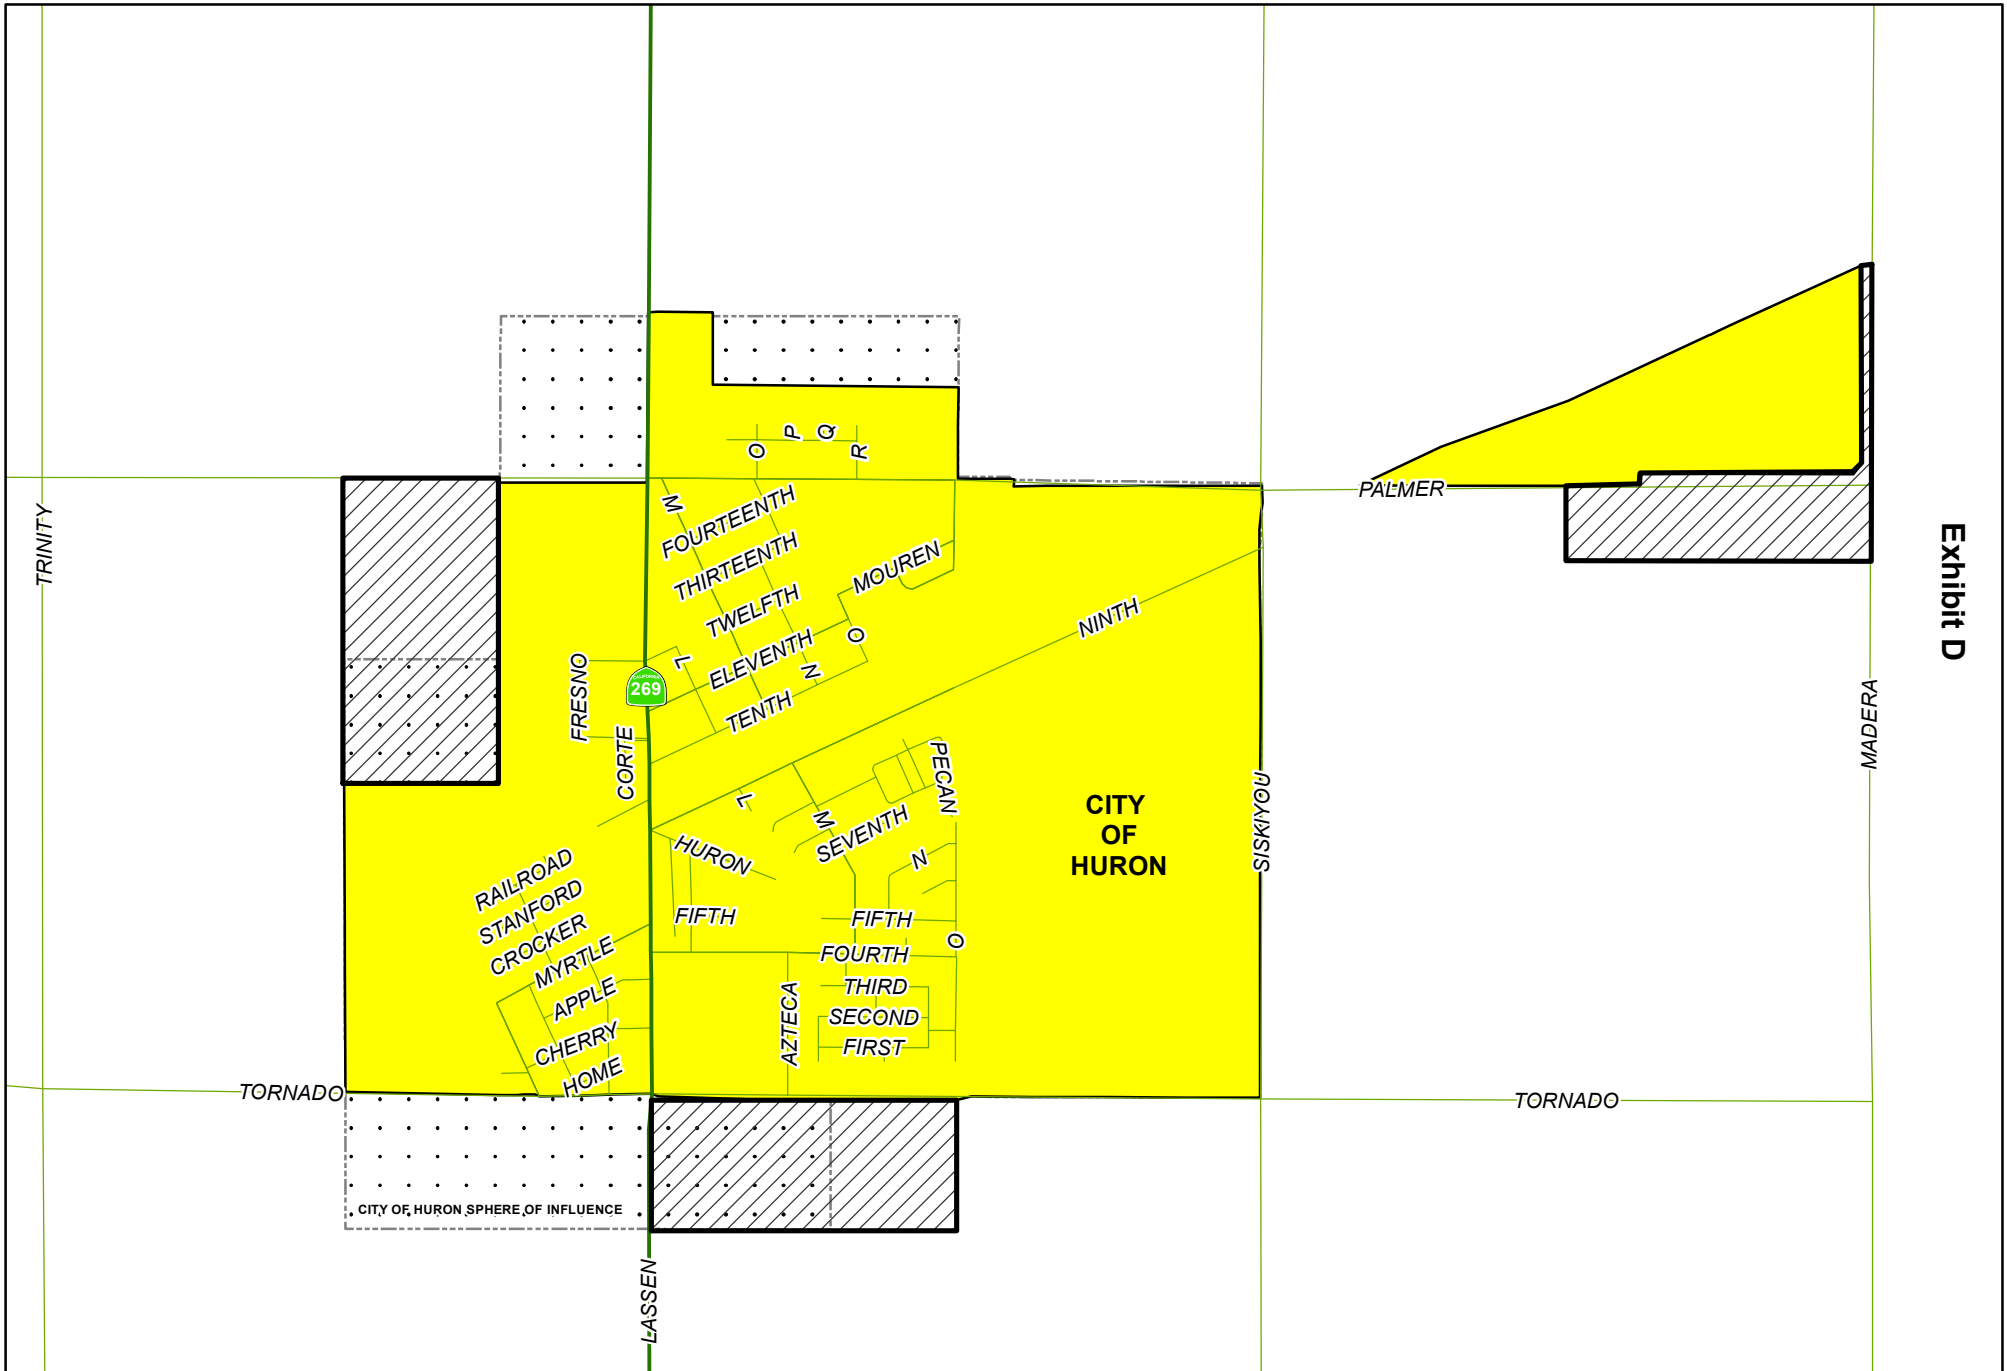 O
P
Q
R
M
FOURTEENTH
THIRTEENTH
TWELFTH
ELEVENTH
TENTH
L
N
O
MOUREN
NINTH
PALMER
TRINITY
Exhibit D
FRESNO
CALIFORNIA
269
CORTE
MADERA
SISKIYOU
PECAN
L
M
SEVENTH
N
HURON
CITY
OF
HURON
RAILROAD
STANFORD
CROCKER
MYRTLE
APPLE
CHERRY
HOME
FIFTH
FIFTH
FOURTH
O
THIRD
SECOND
FIRST
AZTECA
TORNADO
TORNADO
CITY OF HURON SPHERE OF INFLUENCE
LASSEN